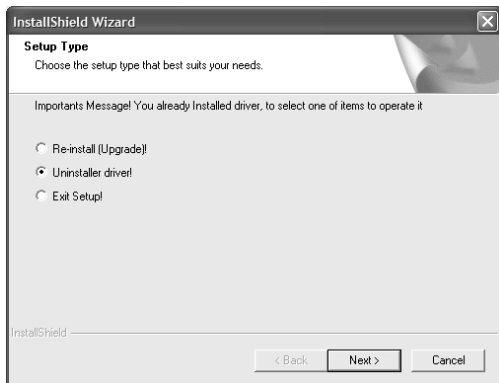 InstallShield Wizard
Setup Type
Choose the setup type that best suits your needs.
Importants Message! You already Installed driver, to select one of items to operate it
Re-install (Upgrade)!
Uninstaller driver!
Exit Setup!
InstallShield
< Back
Next >
Cancel